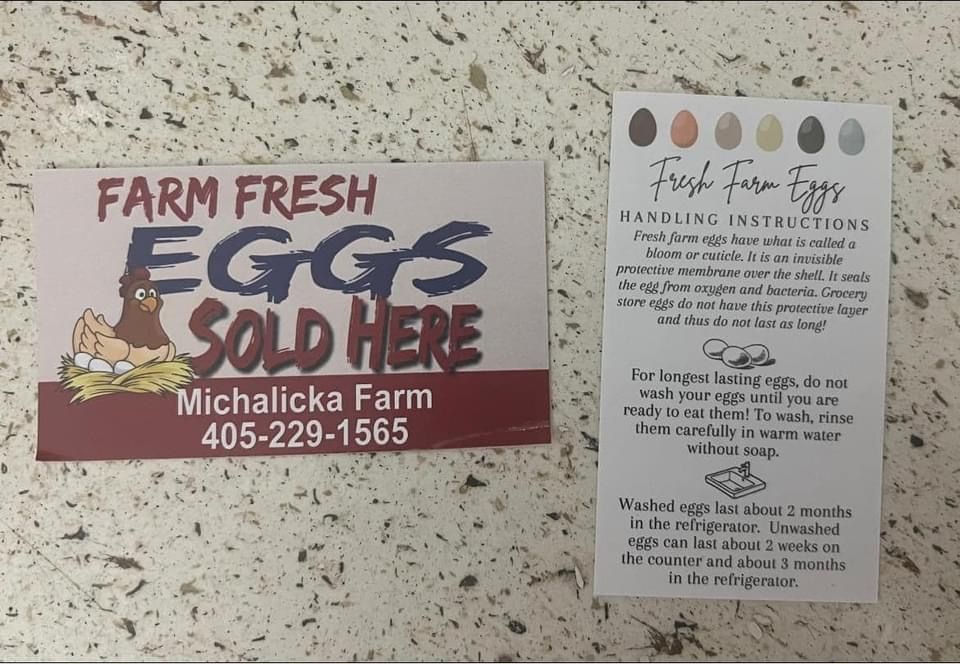 FARM FRESH
EGGS
SOLD HERE
Michalicka Farm
405-229-1565
Fresh Farm Eggs
HANDLING INSTRUCTIONS
Fresh farm eggs have what is called a
bloom or cuticle. It is an invisible
protective membrane over the shell. It seals
the egg from oxygen and bacteria. Grocery
store eggs do not have this protective layer
and thus do not last as long!
For longest lasting eggs, do not
wash your eggs until you are
ready to eat them! To wash, rinse
them carefully in warm water
without soap.
Washed eggs last about 2 months
in the refrigerator. Unwashed
eggs can last about 2 weeks on
the counter and about 3 months
in the refrigerator.